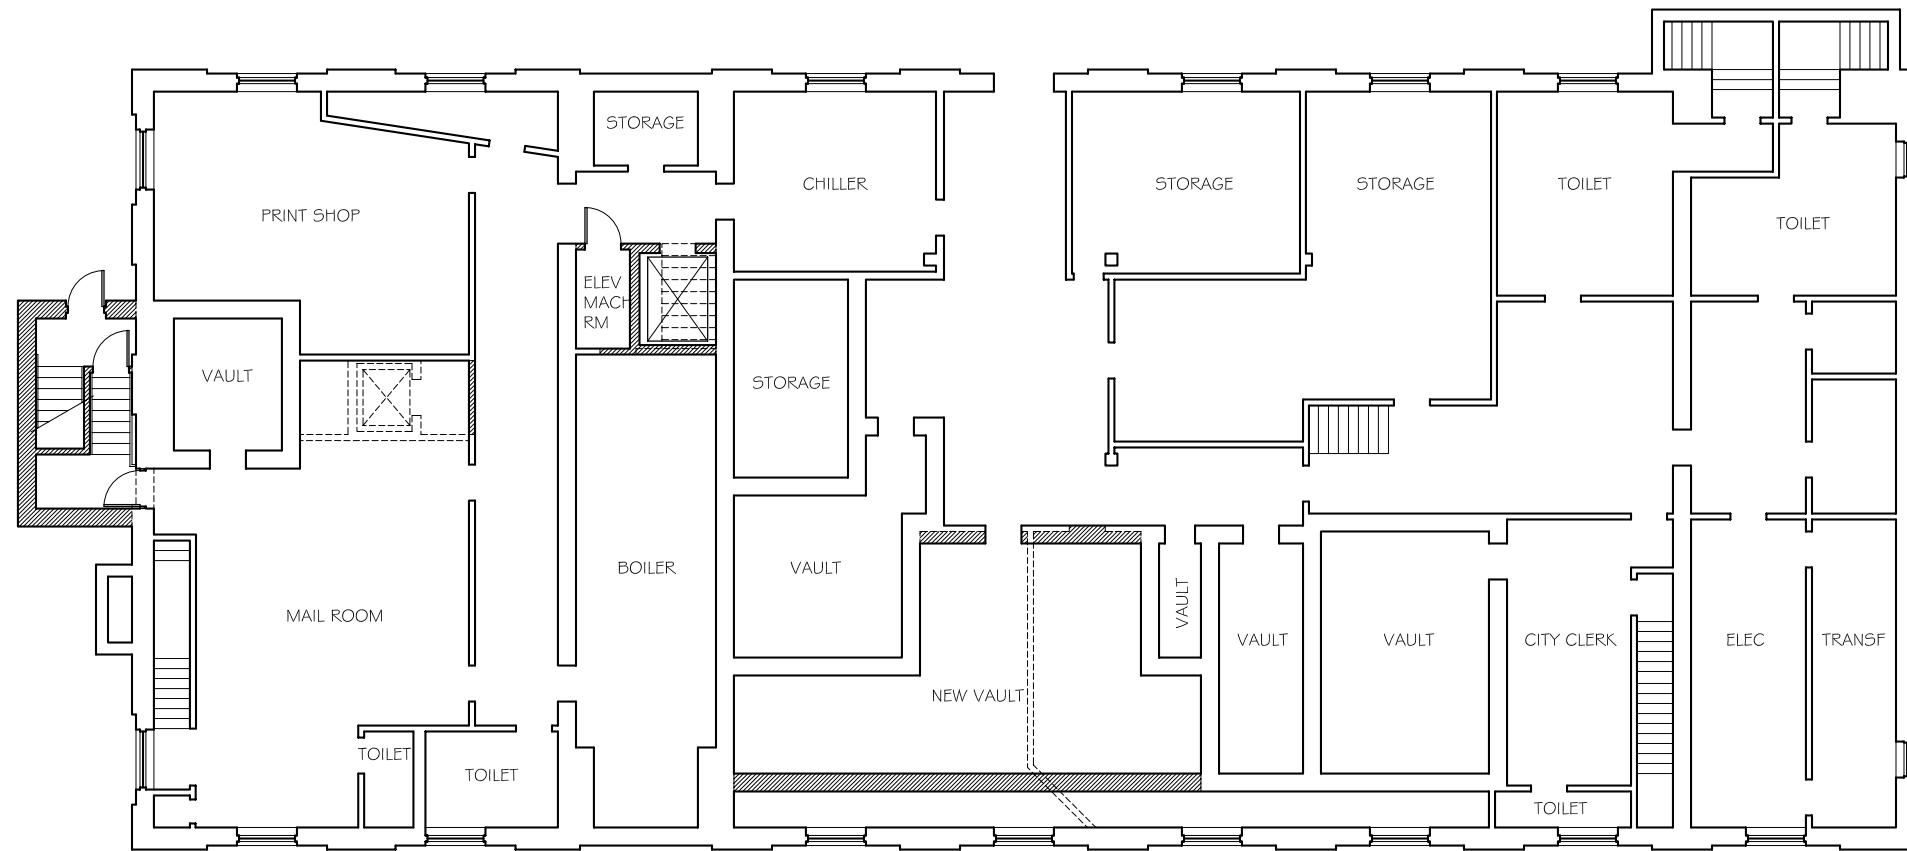 STORAGE
CHILLER
STORAGE
STORAGE
TOILET
PRINT SHOP
TOILET
ELEV
MACH
RM
VAULT
STORAGE
BOILER
VAULT
MAIL ROOM
VAULT
VAULT
VAULT
CITY CLERK
ELEC
TRANSF
NEW VAULT
TOILET
TOILET
TOILET